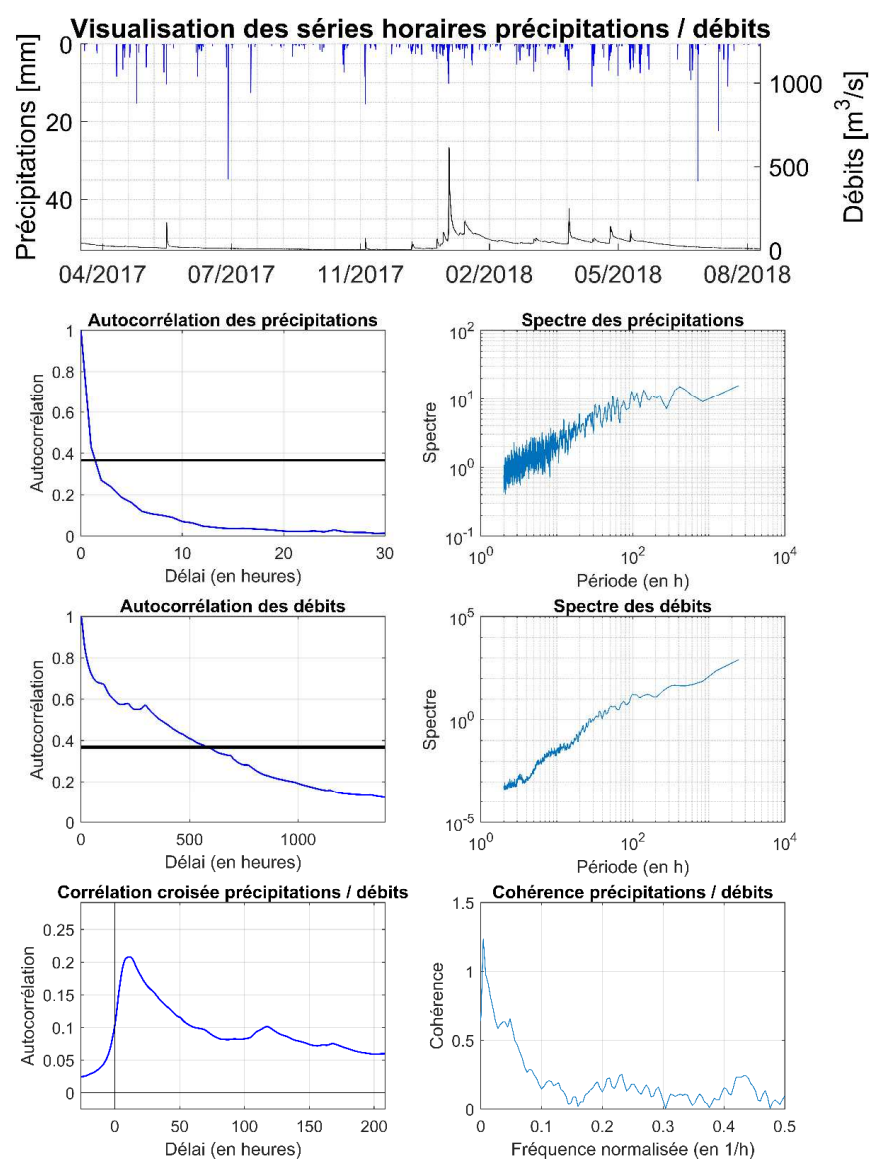 Visualisation des séries horaires précipitations / débits
Précipitations [mm]
0
20
40
Débits [m³/s]
1000
500
0
04/2017 07/2017 11/2017 02/2018 05/2018 08/2018
Autocorrélation des précipitations
Autocorrélation
1
0.8
0.6
0.4
0.2
0
0 10 20 30
Délai (en heures)
Spectre des précipitations
Spectre
10²
10¹
10⁰
10⁻¹
10⁰ 10² 10⁴
Période (en h)
Autocorrélation des débits
Autocorrélation
1
0.8
0.6
0.4
0.2
0
0 500 1000
Délai (en heures)
Spectre des débits
Spectre
10⁵
10⁰
10⁻⁵
10⁰ 10² 10⁴
Période (en h)
Corrélation croisée précipitations / débits
Autocorrélation
0.25
0.2
0.15
0.1
0.05
0
0 50 100 150 200
Délai (en heures)
Cohérence précipitations / débits
Cohérence
1.5
1
0.5
0
0 0.1 0.2 0.3 0.4 0.5
Fréquence normalisée (en 1/h)